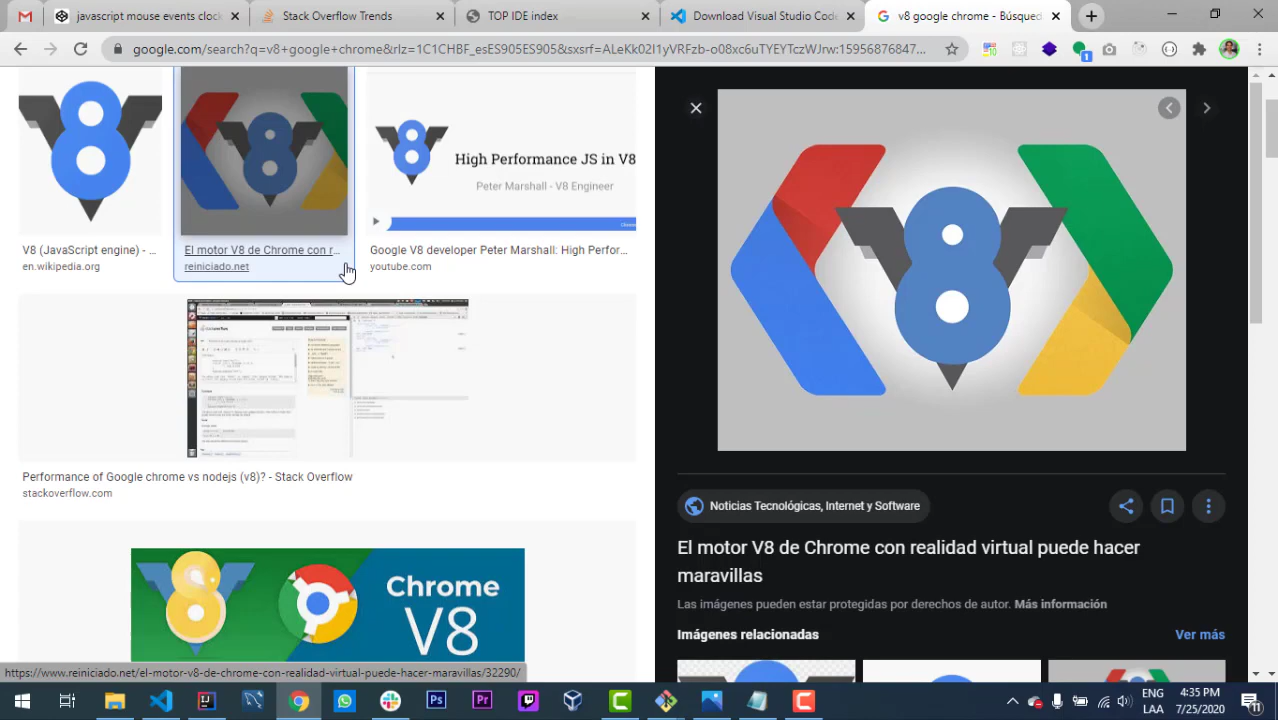 javascript mouse events clock
Stack Overflow Trends
TOP IDE index
Download Visual Studio Code
v8 google chrome - Búsqued
google.com/search?q=v8+google+chrome&rlz=1C1CHBF_esES905ES905&sxsrf=ALeKk02I1yVRFzb-o08xc6uTYEYTczWJrw:15956876847...
1
8
8
8
High Performance JS in V8
Peter Marshall - V8 Engineer
V8 (JavaScript engine) - ...
en.wikipedia.org
El motor V8 de Chrome con r...
reiniciado.net
Google V8 developer Peter Marshall: High Perfor...
youtube.com
Performance of Google chrome vs nodejs (v8)? - Stack Overflow
stackoverflow.com
Chrome
V8
https://www.reiniciado.net/el-motor-v8-de-chrome-con-realidad-virtual-puede-hacer-maravillas/32290/
Noticias Tecnológicas, Internet y Software
El motor V8 de Chrome con realidad virtual puede hacer
maravillas
Las imágenes pueden estar protegidas por derechos de autor. Más información
Imágenes relacionadas
Ver más
Ps
Pr
ENG
LAA
4:35 PM
7/25/2020
11